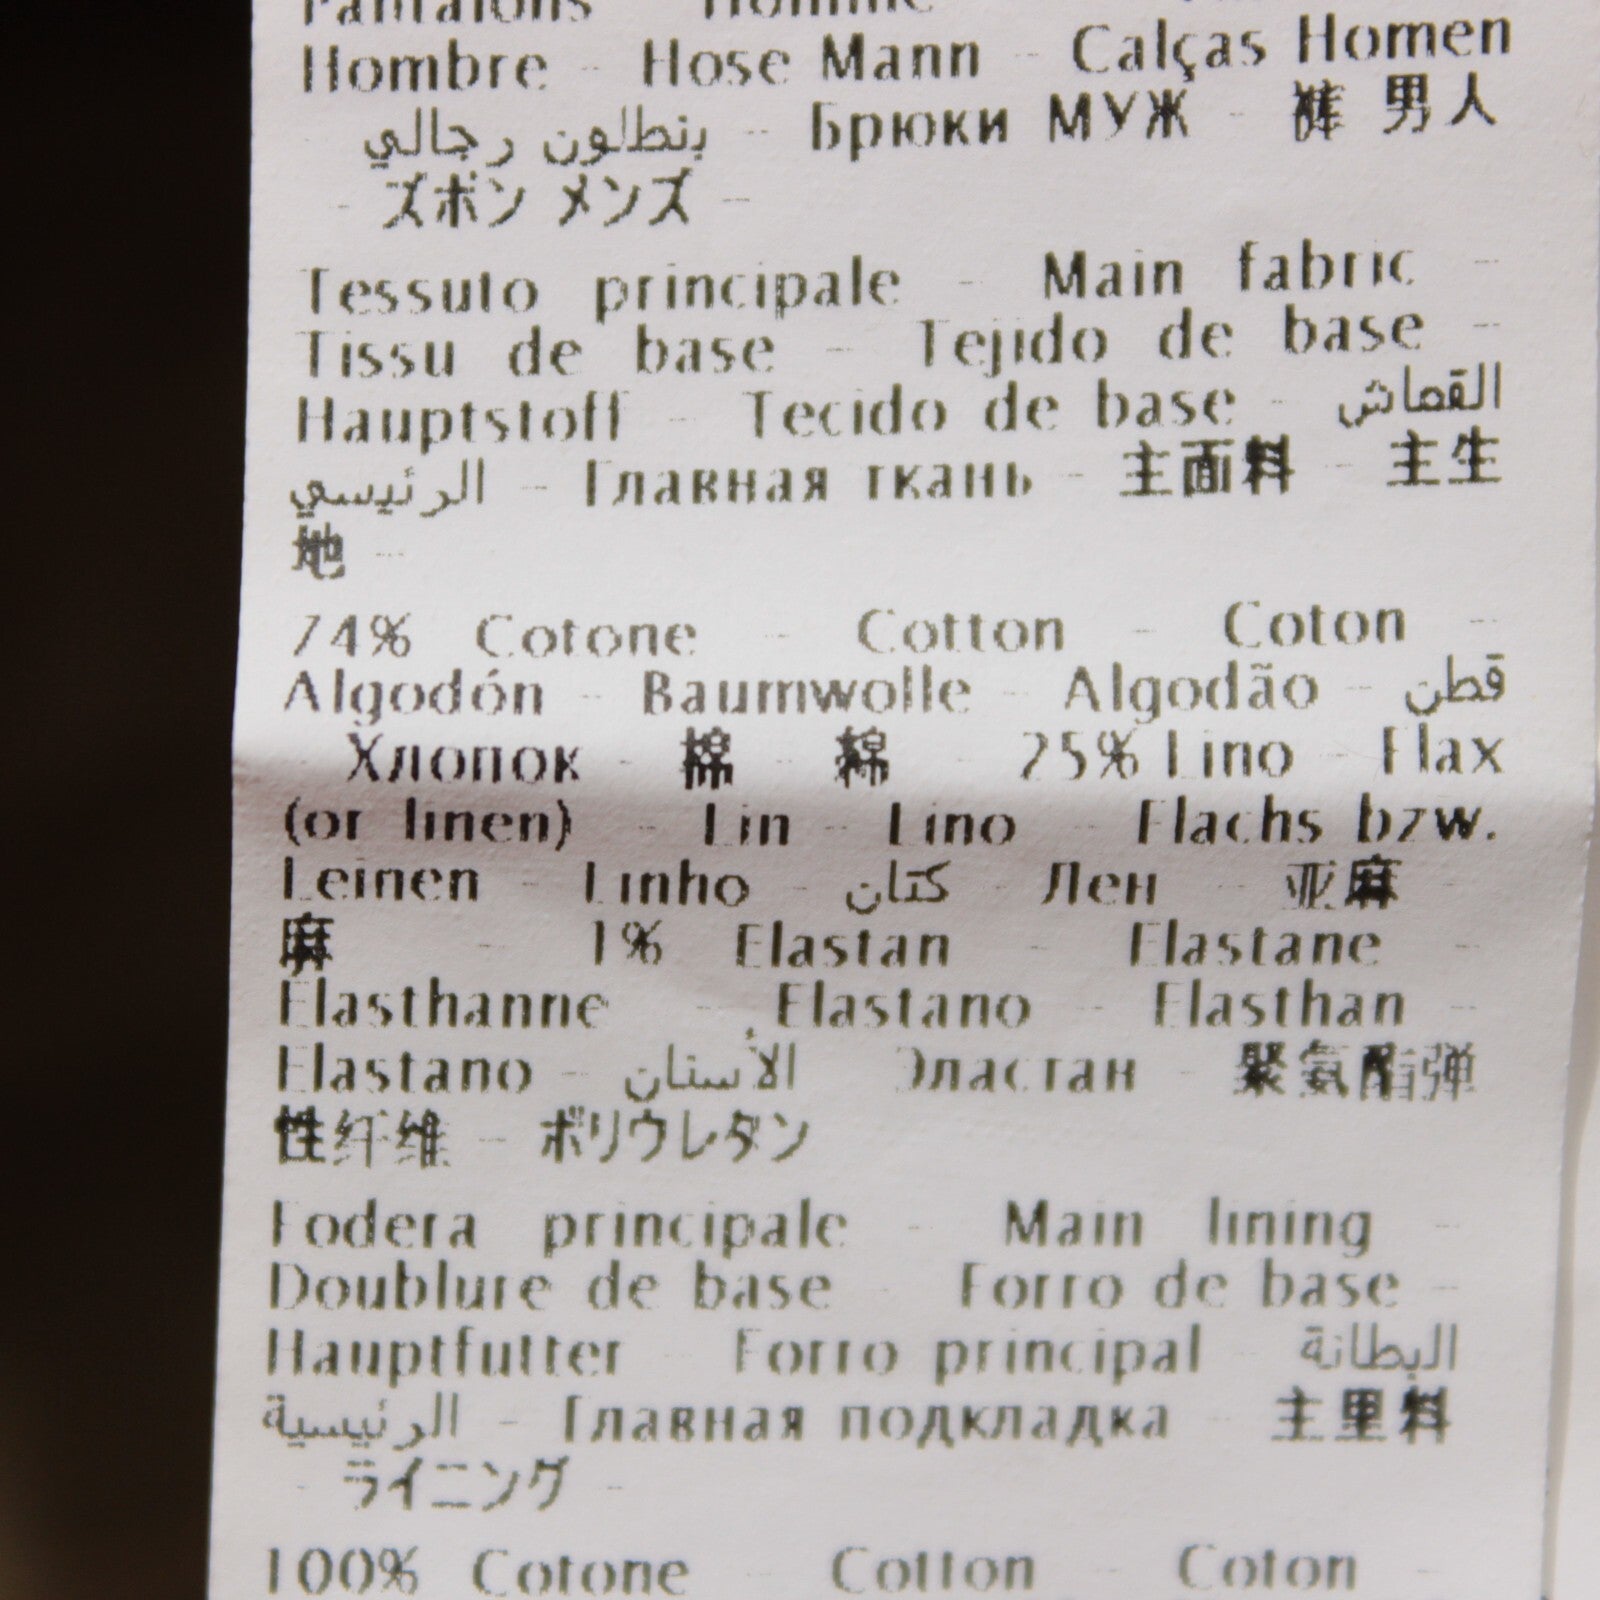 Pantalons Homme
Hombre - Hose Mann - Calças Homen
بنطلون رجالي - Брюки МУЖ - 裤 男人
- ズボン メンズ -
Tessuto principale - Main fabric -
Tissu de base - Tejido de base -
Hauptstoff - Tecido de base - القماش
الرئيسي - Главная ткань - 主面料 - 主生
地 -
74% Cotone - Cotton - Coton -
Algodón - Baumwolle - Algodão - قطن
Хлопок - 棉 - 綿 25% Lino - Flax
(or linen) - Lin - Lino - Flachs bzw.
Leinen - Linho - كتان - Лен - 亚麻
麻 - 1% Elastan - Elastane -
Elasthanne - Elastano - Elasthan -
Elastano - الأستان Эластан - 聚氨酯弹
性纤维 - ポリウレタン
Fodera principale - Main lining -
Doublure de base - Forro de base -
Hauptfutter - Forro principal - البطانة
الرئيسية - Главная подкладка - 主里料
- ライニング -
100% Cotone - Cotton - Coton -